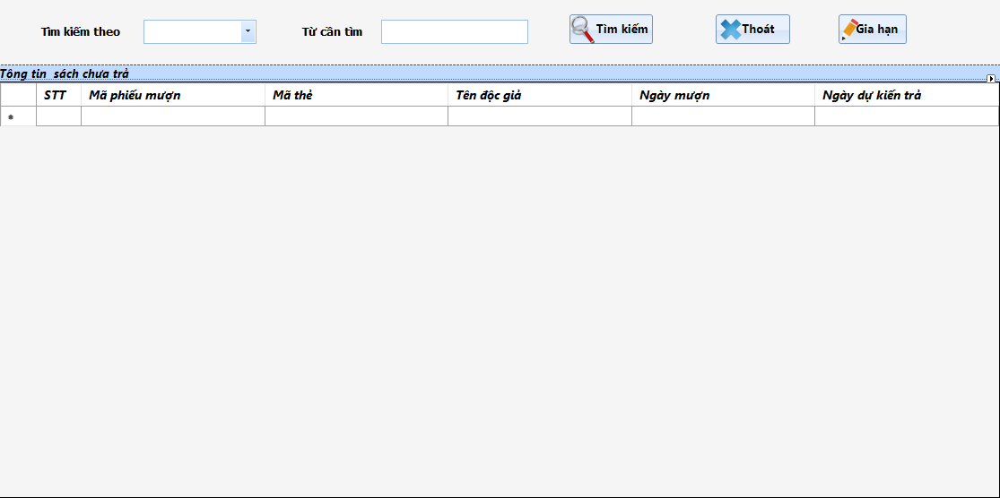 Tìm kiếm theo Từ cần tìm Tìm kiếm Thoát Gia hạn
Tông tin sách chưa trả
STT Mã phiếu mượn Mã thẻ Tên độc giả Ngày mượn Ngày dự kiến trả